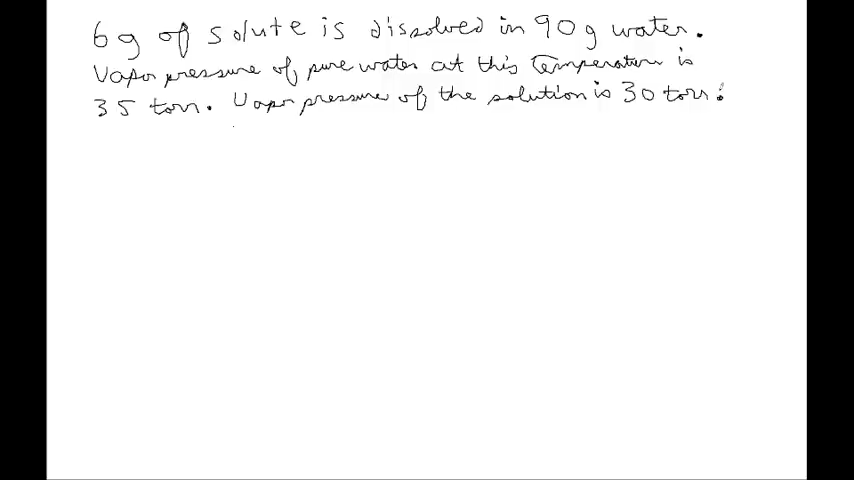 6g of solute is dissolved in 90g water.
Vapor pressure of pure water at this Temperature is
35 torr. Vapor pressure of the solution is 30 torr: